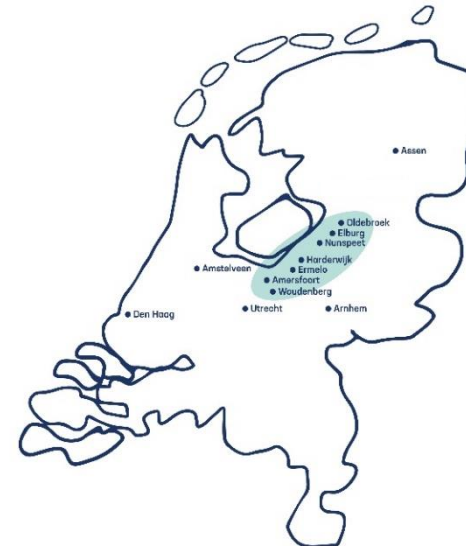 Assen
Oldebroek
Elburg
Nunspeet
Harderwijk
Amstelveen
Ermelo
Amersfoort
Woudenberg
Den Haag
Utrecht
Arnhem